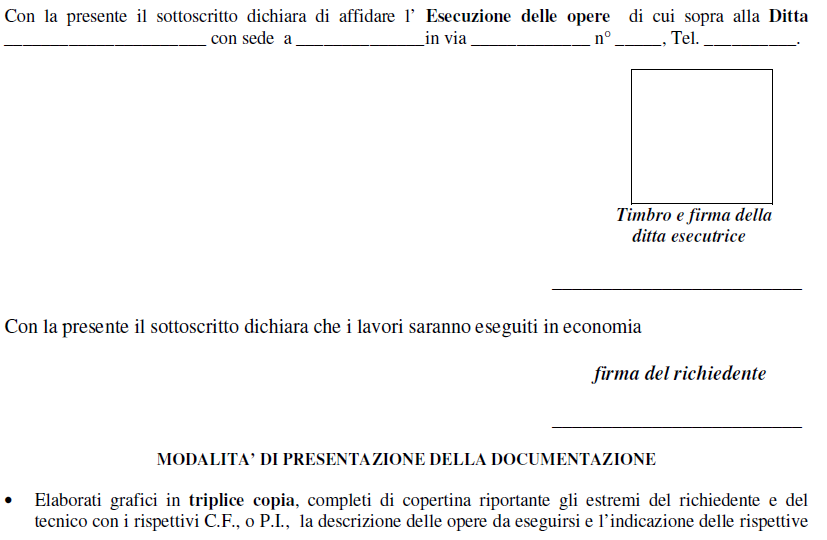 Con la presente il sottoscritto dichiara di affidare l’ Esecuzione delle opere di cui sopra alla Ditta
______________________ con sede a ______________in via _____________ n° _____, Tel. __________.
Timbro e firma della
ditta esecutrice
___________________________
Con la presente il sottoscritto dichiara che i lavori saranno eseguiti in economia
firma del richiedente
___________________________
MODALITA’ DI PRESENTAZIONE DELLA DOCUMENTAZIONE
• Elaborati grafici in triplice copia, completi di copertina riportante gli estremi del richiedente e del
tecnico con i rispettivi C.F., o P.I., la descrizione delle opere da eseguirsi e l’indicazione delle rispettive